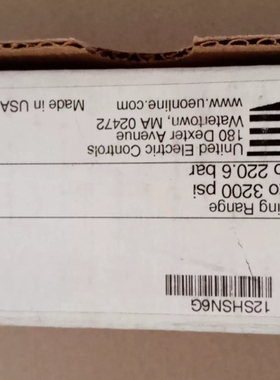 12SHSN6G
ing Range
o 3200 psi
o 220.6 bar
United Electric Controls
180 Dexter Avenue
Watertown, MA 02472
www.ueonline.com
Made in USA